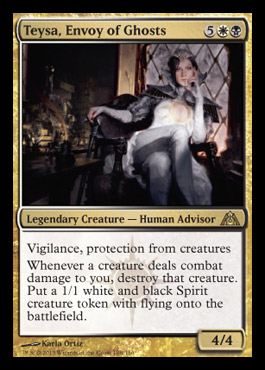 Teysa, Envoy of Ghosts 5
Legendary Creature — Human Advisor
Vigilance, protection from creatures
Whenever a creature deals combat
damage to you, destroy that creature.
Put a 1/1 white and black Spirit
creature token with flying onto the
battlefield.
Karla Ortiz
4/4